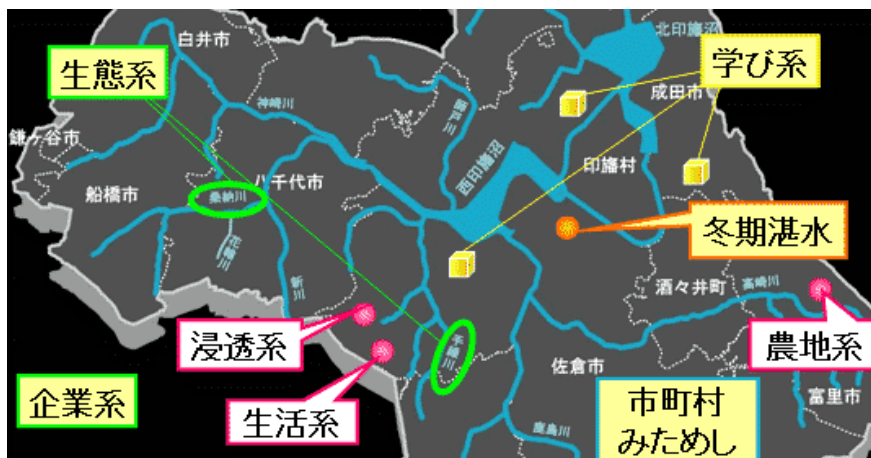 白井市
北印旛沼
生態系
学び系
成田市
神崎川
師戸川
鎌ヶ谷市
西印旛沼
印旛村
船橋市
八千代市
桑納川
花輪川
冬期湛水
新川
酒々井町
高崎川
浸透系
手繰川
農地系
佐倉市
企業系
生活系
市町村
みためし
富里市
鹿島川